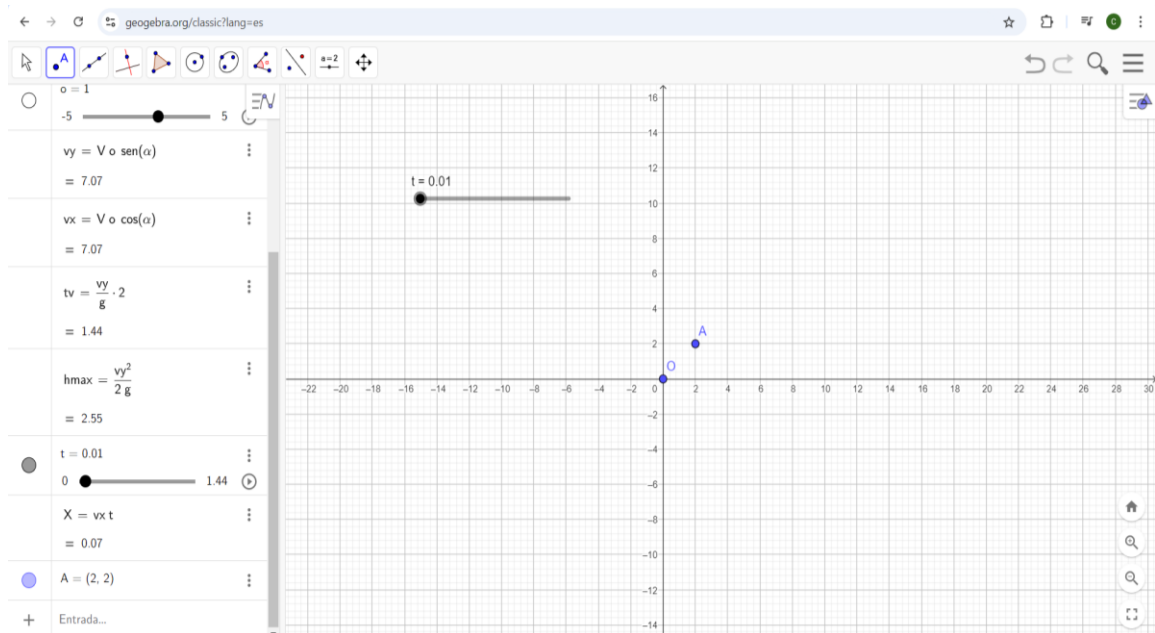 geogebra.org/classic?lang=es
C
A
a=2
o = 1
-5 5
vy = V o sen(α)
= 7.07
vx = V o cos(α)
= 7.07
tv = vy/g · 2
= 1.44
hmax = vy²/2 g
= 2.55
t = 0.01
0 1.44
X = vx t
= 0.07
A = (2, 2)
+ Entrada...
t = 0.01
16
14
12
10
8
6
4
2
A
O
−22 −20 −18 −16 −14 −12 −10 −8 −6 −4 −2 0 2 4 6 8 10 12 14 16 18 20 22 24 26 28 30
−2
−4
−6
−8
−10
−12
−14